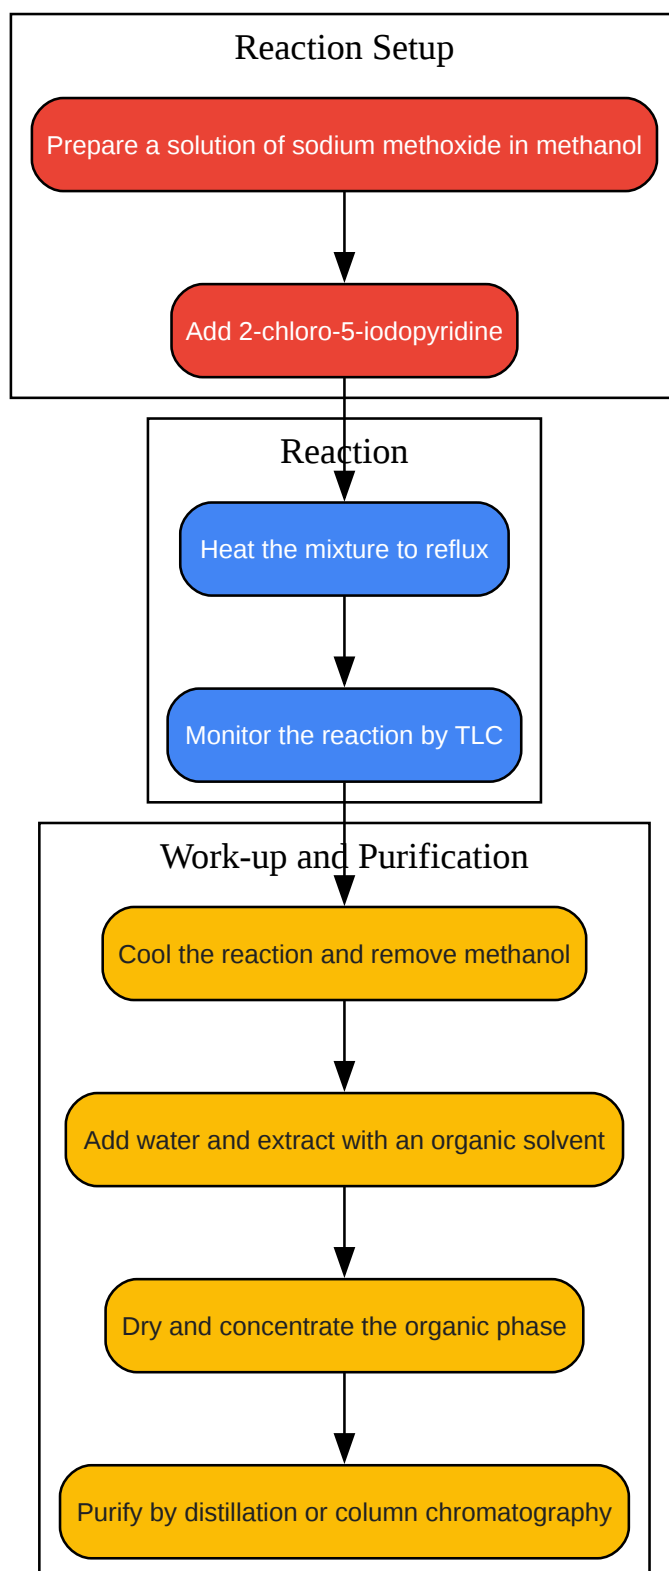 Reaction Setup
Prepare a solution of sodium methoxide in methanol
Add 2-chloro-5-iodopyridine
Reaction
Heat the mixture to reflux
Monitor the reaction by TLC
Work-up and Purification
Cool the reaction and remove methanol
Add water and extract with an organic solvent
Dry and concentrate the organic phase
Purify by distillation or column chromatography